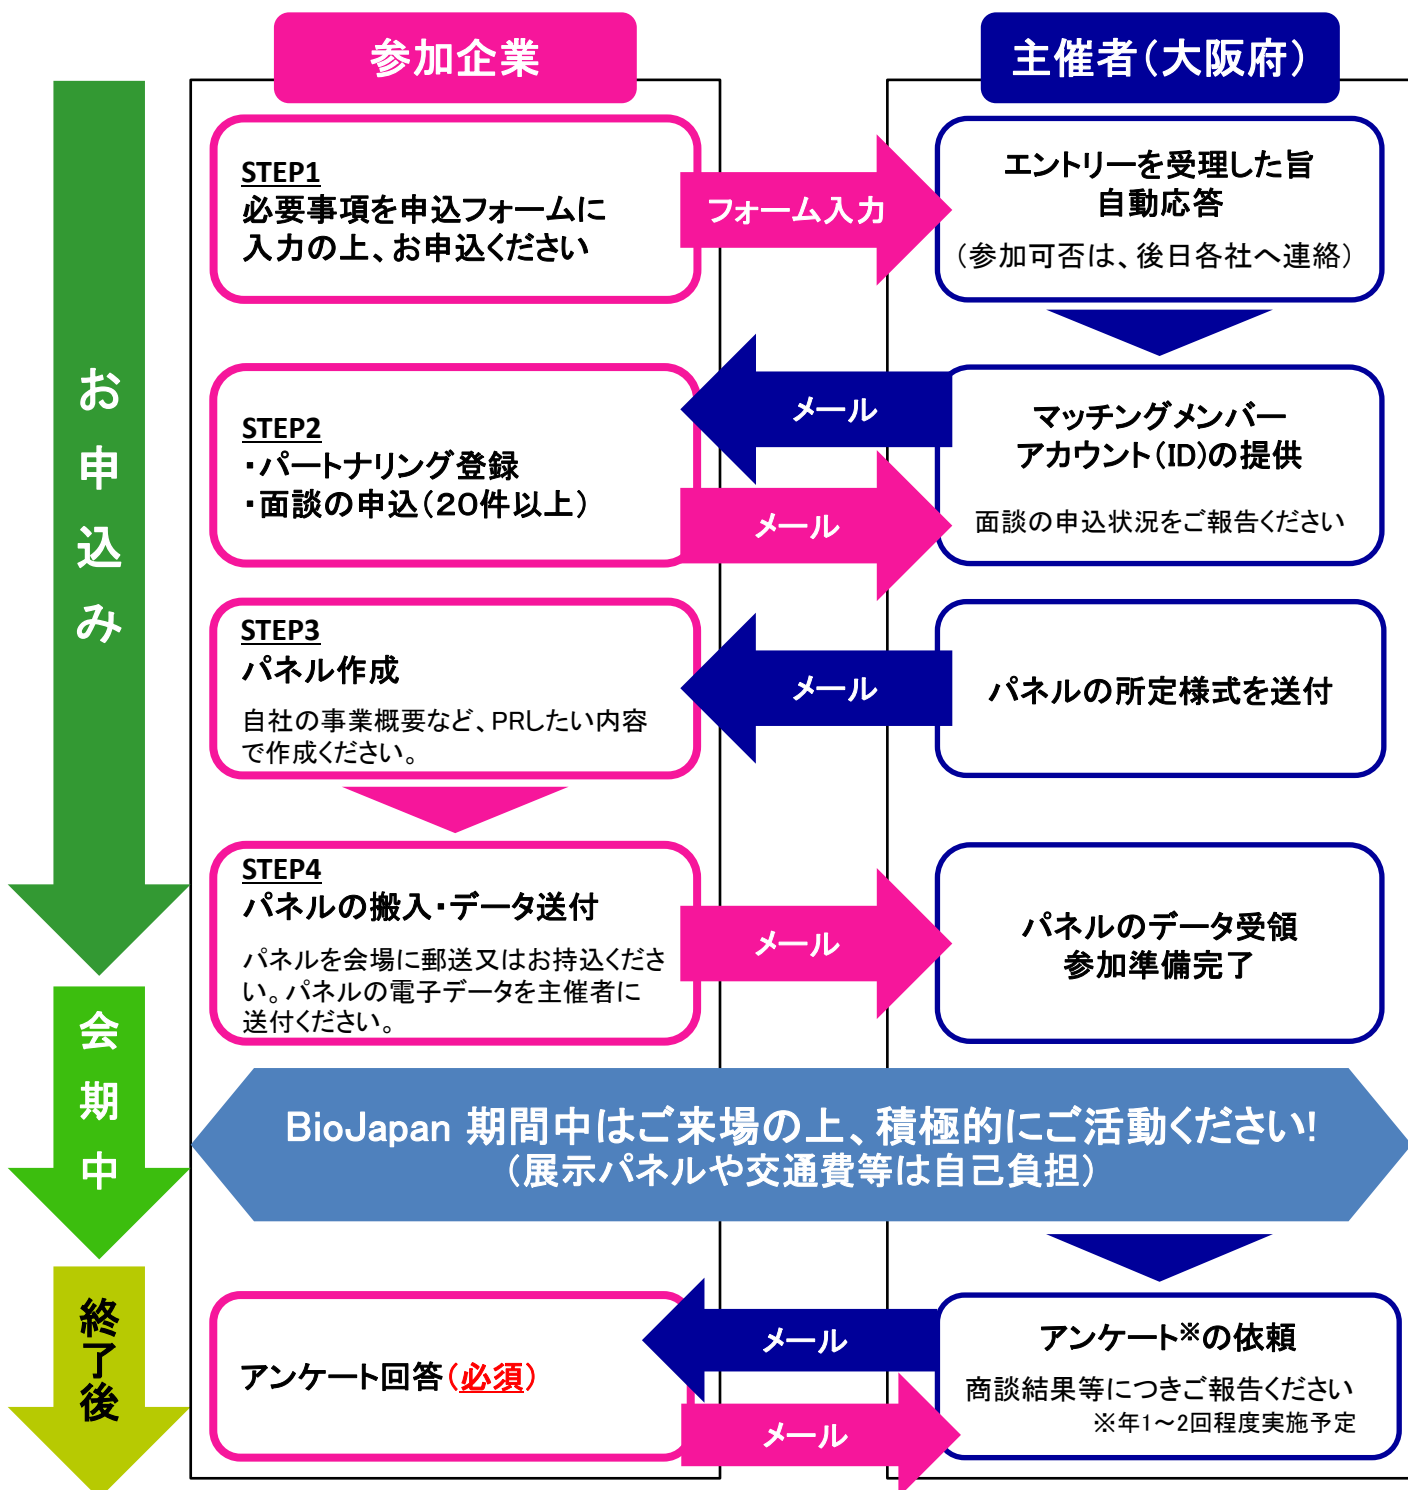 参加企業
主催者（大阪府）
お申込み
STEP1
必要事項を申込フォームに
入力の上、お申込ください
フォーム入力
エントリーを受理した旨
自動応答
（参加可否は、後日各社へ連絡）
STEP2
・パートナリング登録
・面談の申込（20件以上）
メール
メール
マッチングメンバー
アカウント（ID）の提供
面談の申込状況をご報告ください
STEP3
パネル作成
自社の事業概要など、PRしたい内容
で作成ください。
メール
パネルの所定様式を送付
STEP4
パネルの搬入・データ送付
パネルを会場に郵送又はお持込くださ
い。パネルの電子データを主催者に
送付ください。
メール
パネルのデータ受領
参加準備完了
会期中
BioJapan 期間中はご来場の上、積極的にご活動ください！
（展示パネルや交通費等は自己負担）
終了後
アンケート回答（必須）
メール
メール
アンケート※の依頼
商談結果等につきご報告ください
※年1～2回程度実施予定